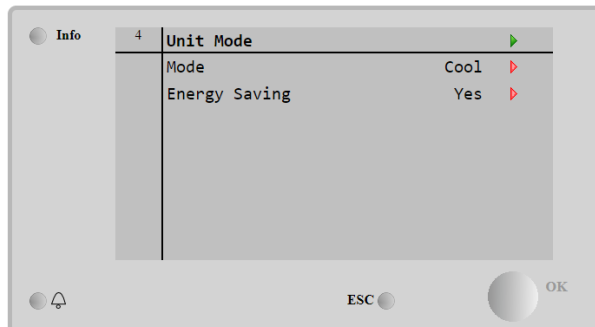 Info
4 Unit Mode
Mode Cool
Energy Saving Yes
ESC
OK